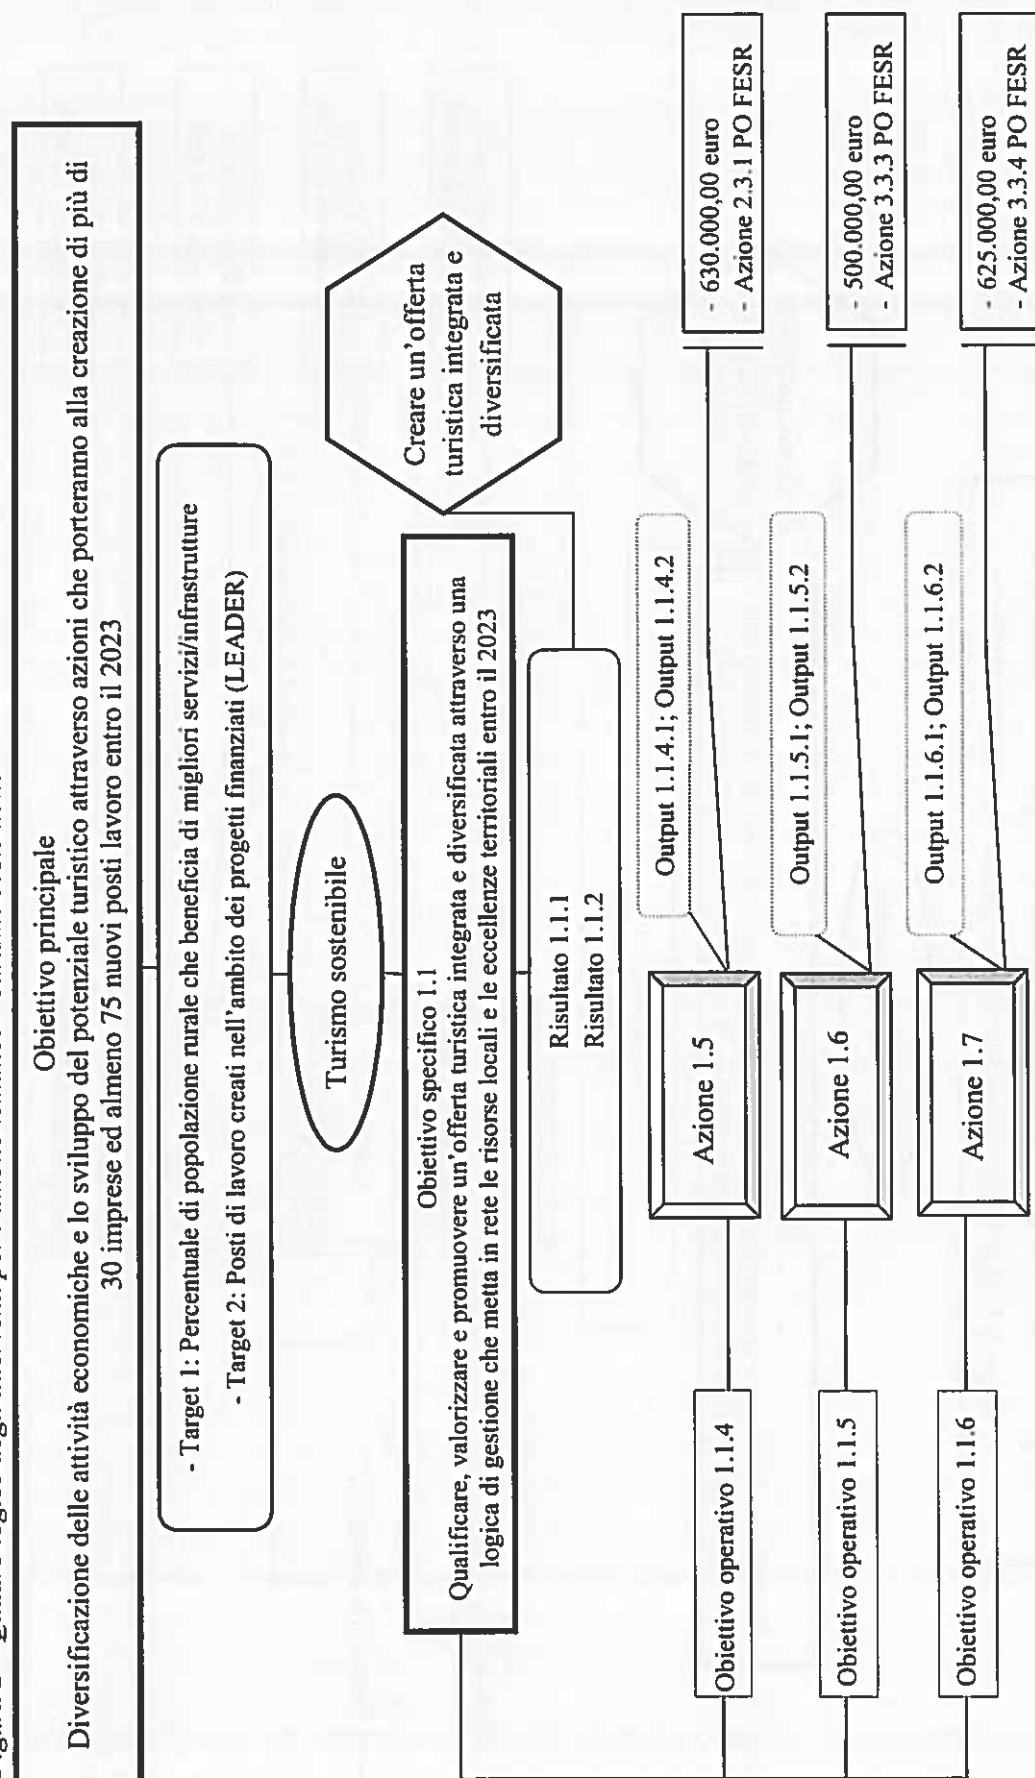 Obiettivo principale
Diversificazione delle attività economiche e lo sviluppo del potenziale turistico attraverso azioni che porteranno alla creazione di più di
30 imprese ed almeno 75 nuovi posti lavoro entro il 2023
- Target 1: Percentuale di popolazione rurale che beneficia di migliori servizi/infrastrutture
- Target 2: Posti di lavoro creati nell'ambito dei progetti finanziati (LEADER)
Turismo sostenibile
Obiettivo specifico 1.1
Qualificare, valorizzare e promuovere un'offerta turistica integrata e diversificata attraverso una
logica di gestione che metta in rete le risorse locali e le eccellenze territoriali entro il 2023
Creare un'offerta
turistica integrata e
diversificata
Risultato 1.1.1
Risultato 1.1.2
Obiettivo operativo 1.1.4
Azione 1.5
Output 1.1.4.1; Output 1.1.4.2
- 630.000,00 euro
- Azione 2.3.1 PO FESR
Obiettivo operativo 1.1.5
Azione 1.6
Output 1.1.5.1; Output 1.1.5.2
- 500.000,00 euro
- Azione 3.3.3 PO FESR
Obiettivo operativo 1.1.6
Azione 1.7
Output 1.1.6.1; Output 1.1.6.2
- 625.000,00 euro
- Azione 3.3.4 PO FESR